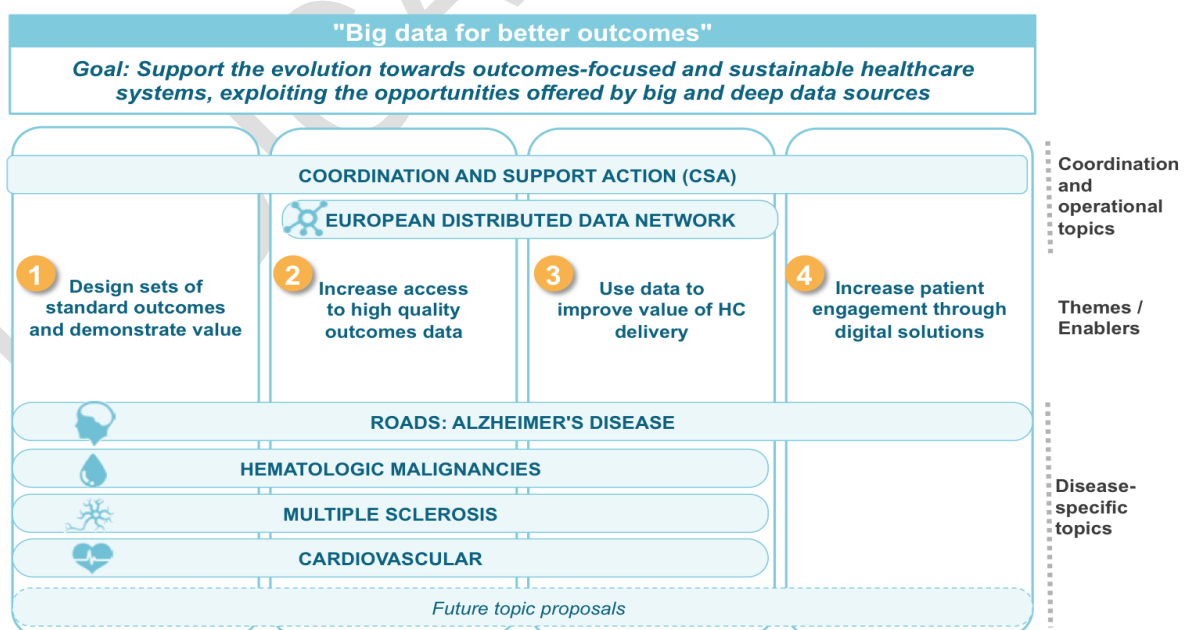 "Big data for better outcomes"
Goal: Support the evolution towards outcomes-focused and sustainable healthcare
systems, exploiting the opportunities offered by big and deep data sources
COORDINATION AND SUPPORT ACTION (CSA)
EUROPEAN DISTRIBUTED DATA NETWORK
Coordination
and
operational
topics
1
Design sets of
standard outcomes
and demonstrate value
2
Increase access
to high quality
outcomes data
3
Use data to
improve value of HC
delivery
4
Increase patient
engagement through
digital solutions
Themes /
Enablers
ROADS: ALZHEIMER'S DISEASE
HEMATOLOGIC MALIGNANCIES
MULTIPLE SCLEROSIS
CARDIOVASCULAR
Future topic proposals
Disease-
specific
topics